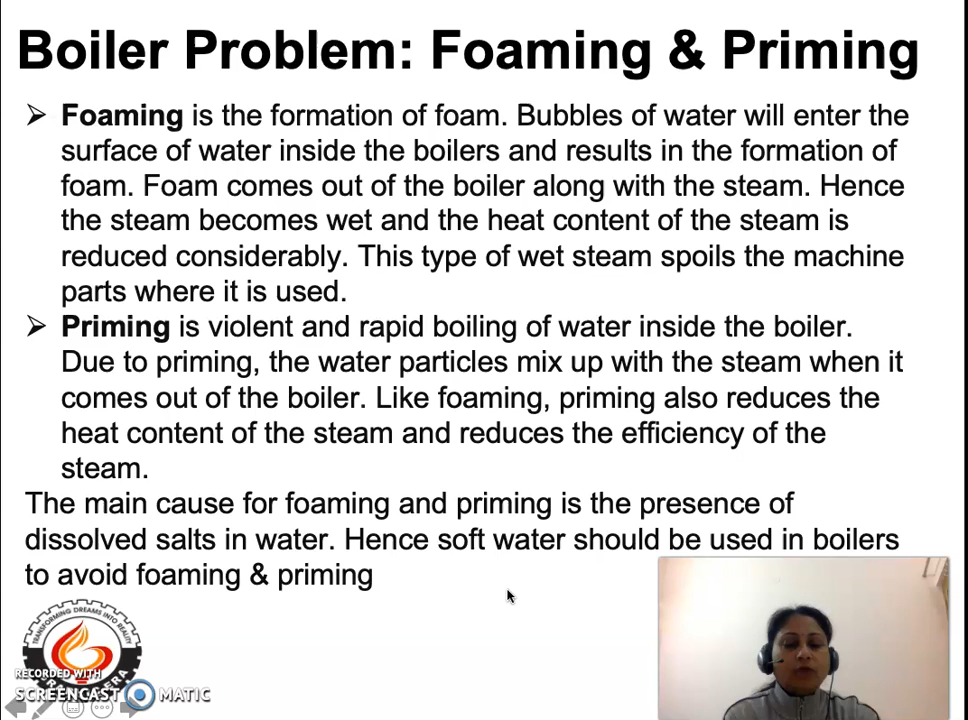 Boiler Problem: Foaming & Priming
➢ Foaming is the formation of foam. Bubbles of water will enter the
surface of water inside the boilers and results in the formation of
foam. Foam comes out of the boiler along with the steam. Hence
the steam becomes wet and the heat content of the steam is
reduced considerably. This type of wet steam spoils the machine
parts where it is used.
➢ Priming is violent and rapid boiling of water inside the boiler.
Due to priming, the water particles mix up with the steam when it
comes out of the boiler. Like foaming, priming also reduces the
heat content of the steam and reduces the efficiency of the
steam.
The main cause for foaming and priming is the presence of
dissolved salts in water. Hence soft water should be used in boilers
to avoid foaming & priming
TRANSFORMING DREAMS INTO REALITY
RECORDED WITH
SCREENCAST MATIC